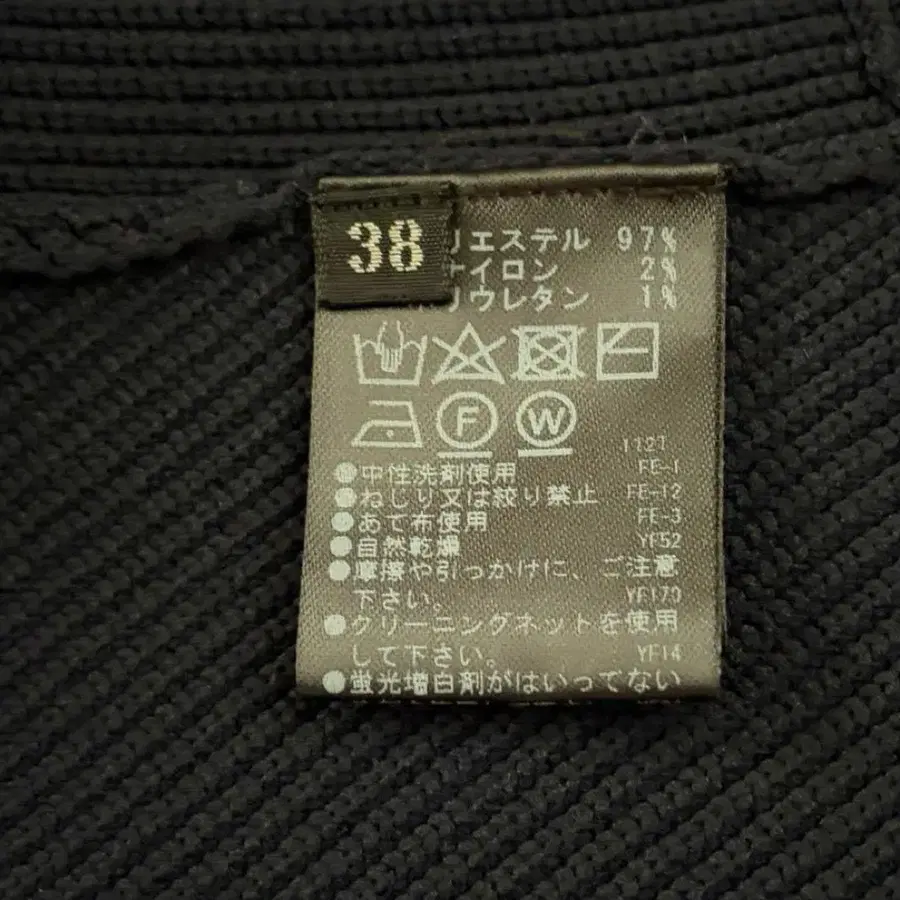 38
リエステル 97%
ナイロン 2%
リウレタン 1%
F W
1121
●中性洗剤使用 FE-1
●ねじり又は絞り禁止 FE-12
●あて布使用 FE-3
●自然乾燥 YF52
●摩擦や引っかけに、ご注意
下さい。 YF170
●クリーニングネットを使用
して下さい。 YF14
●蛍光増白剤がはいってない